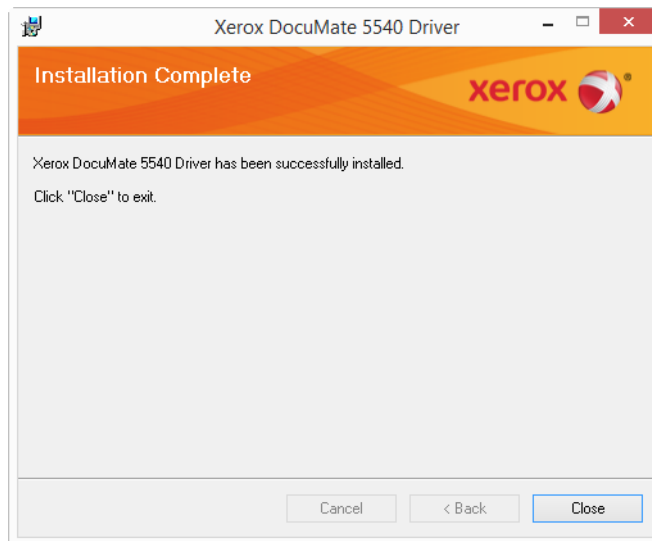 Xerox DocuMate 5540 Driver
Installation Complete
xerox
Xerox DocuMate 5540 Driver has been successfully installed.
Click "Close" to exit.
Cancel
< Back
Close